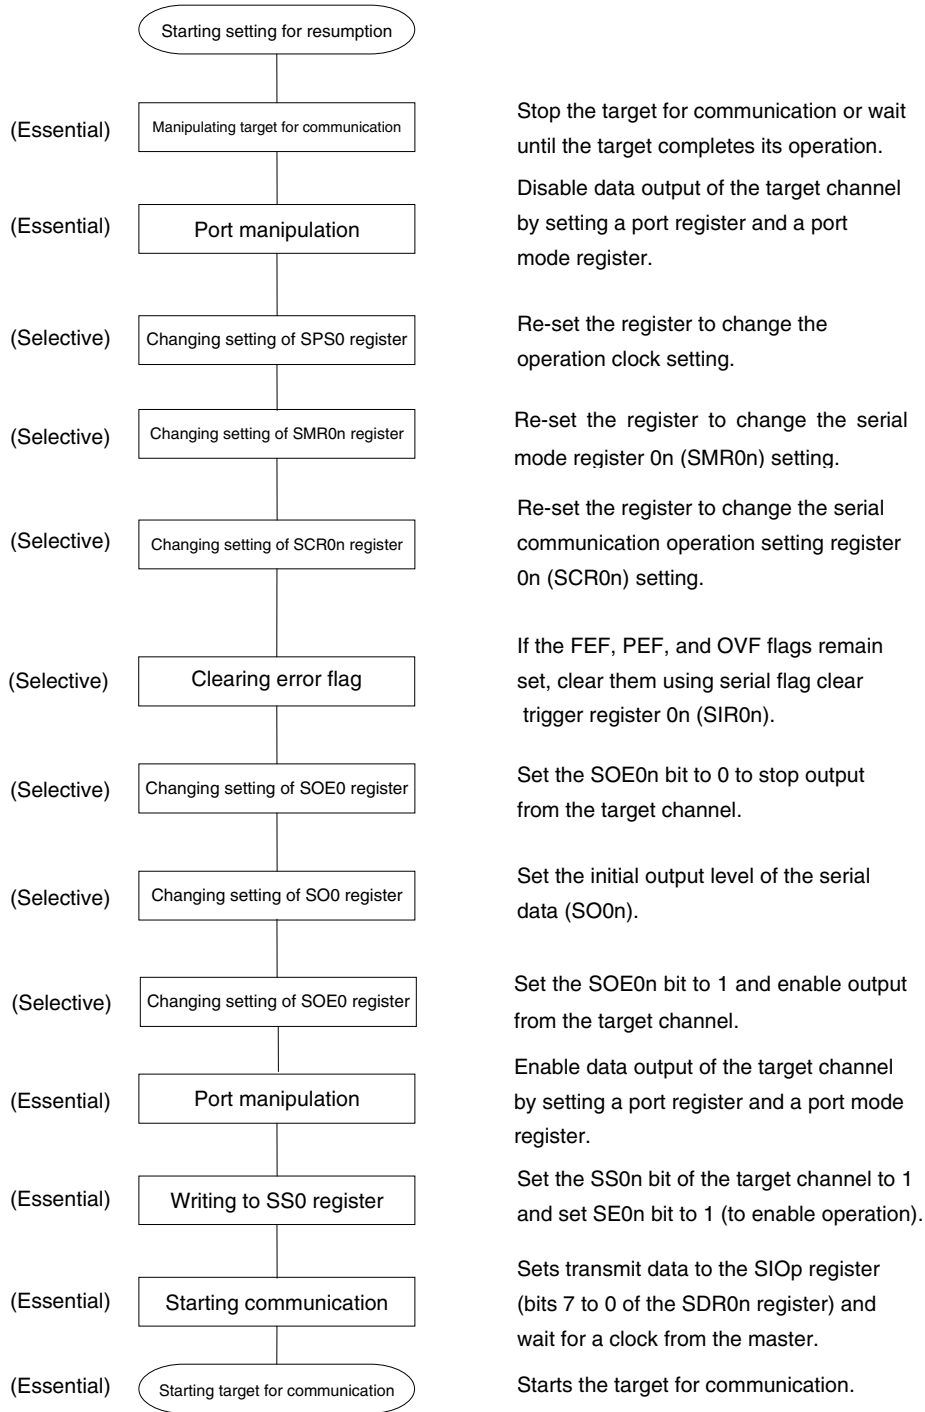 Starting setting for resumption
(Essential)
Manipulating target for communication
Stop the target for communication or wait
until the target completes its operation.
(Essential)
Port manipulation
Disable data output of the target channel
by setting a port register and a port
mode register.
(Selective)
Changing setting of SPS0 register
Re-set the register to change the
operation clock setting.
(Selective)
Changing setting of SMR0n register
Re-set the register to change the serial
mode register 0n (SMR0n) setting.
(Selective)
Changing setting of SCR0n register
Re-set the register to change the serial
communication operation setting register
0n (SCR0n) setting.
(Selective)
Clearing error flag
If the FEF, PEF, and OVF flags remain
set, clear them using serial flag clear
trigger register 0n (SIR0n).
(Selective)
Changing setting of SOE0 register
Set the SOE0n bit to 0 to stop output
from the target channel.
(Selective)
Changing setting of SO0 register
Set the initial output level of the serial
data (SO0n).
(Selective)
Changing setting of SOE0 register
Set the SOE0n bit to 1 and enable output
from the target channel.
(Essential)
Port manipulation
Enable data output of the target channel
by setting a port register and a port mode
register.
(Essential)
Writing to SS0 register
Set the SS0n bit of the target channel to 1
and set SE0n bit to 1 (to enable operation).
(Essential)
Starting communication
Sets transmit data to the SIOp register
(bits 7 to 0 of the SDR0n register) and
wait for a clock from the master.
(Essential)
Starting target for communication
Starts the target for communication.